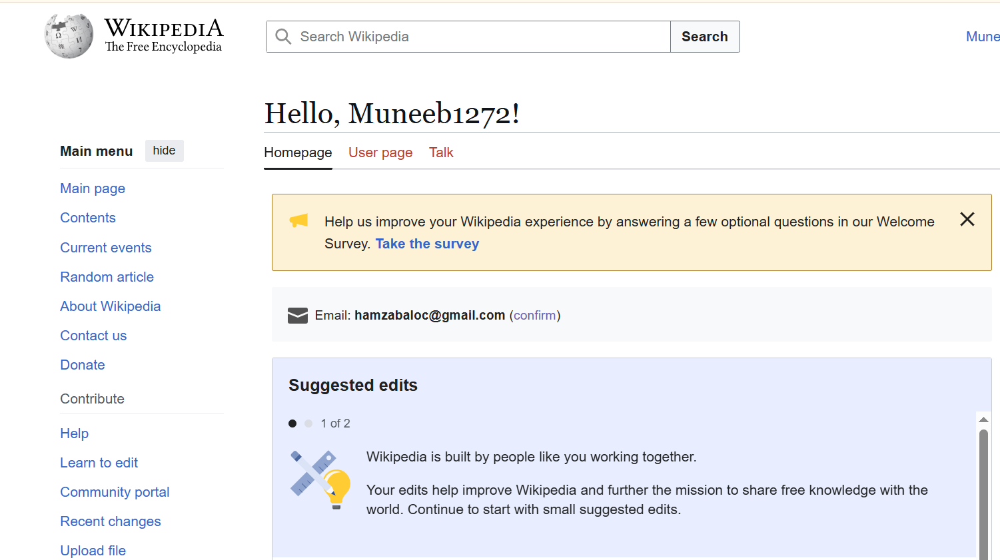 WIKIPEDIA
The Free Encyclopedia
Search Wikipedia
Search
Mune
Hello, Muneeb1272!
Main menu
hide
Homepage
User page
Talk
Main page
Contents
Current events
Random article
About Wikipedia
Contact us
Donate
Contribute
Help
Learn to edit
Community portal
Recent changes
Upload file
Help us improve your Wikipedia experience by answering a few optional questions in our Welcome
Survey. Take the survey
Email: hamzabaloc@gmail.com (confirm)
Suggested edits
1 of 2
Wikipedia is built by people like you working together.
Your edits help improve Wikipedia and further the mission to share free knowledge with the
world. Continue to start with small suggested edits.